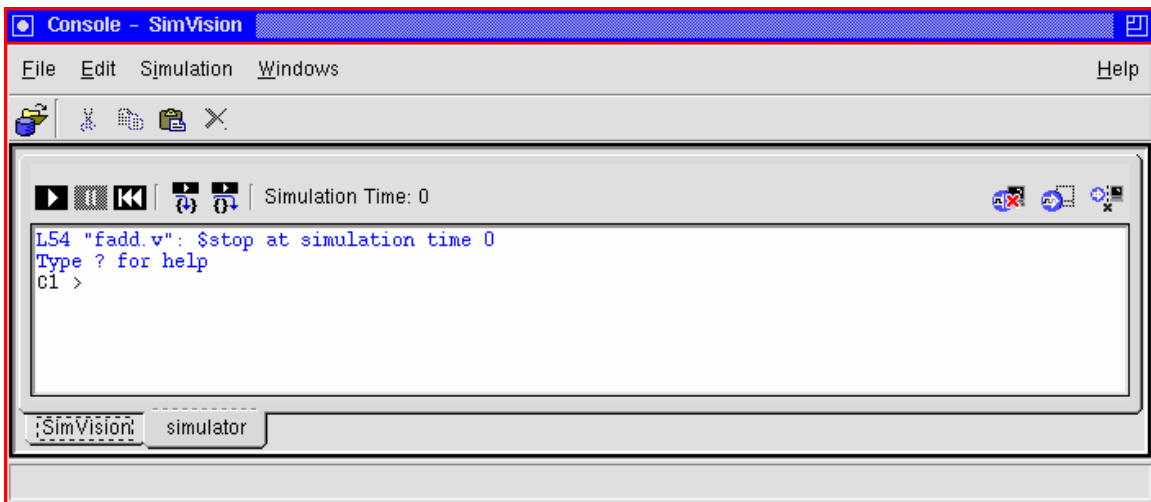 Console - SimVision
File Edit Simulation Windows Help
Simulation Time: 0
L54 "fadd.v": $stop at simulation time 0
Type ? for help
C1 >
SimVision simulator